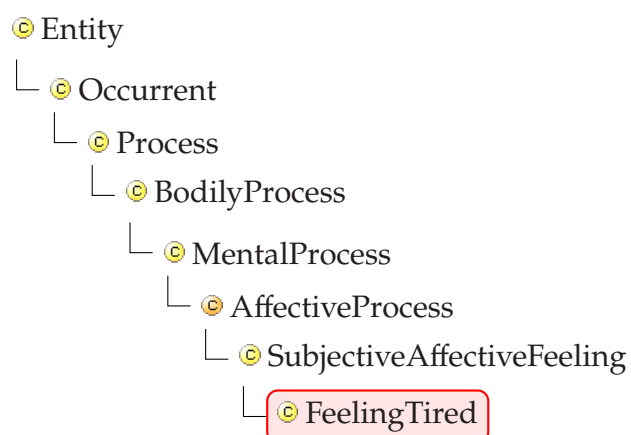 Entity
Occurrent
Process
BodilyProcess
MentalProcess
AffectiveProcess
SubjectiveAffectiveFeeling
FeelingTired